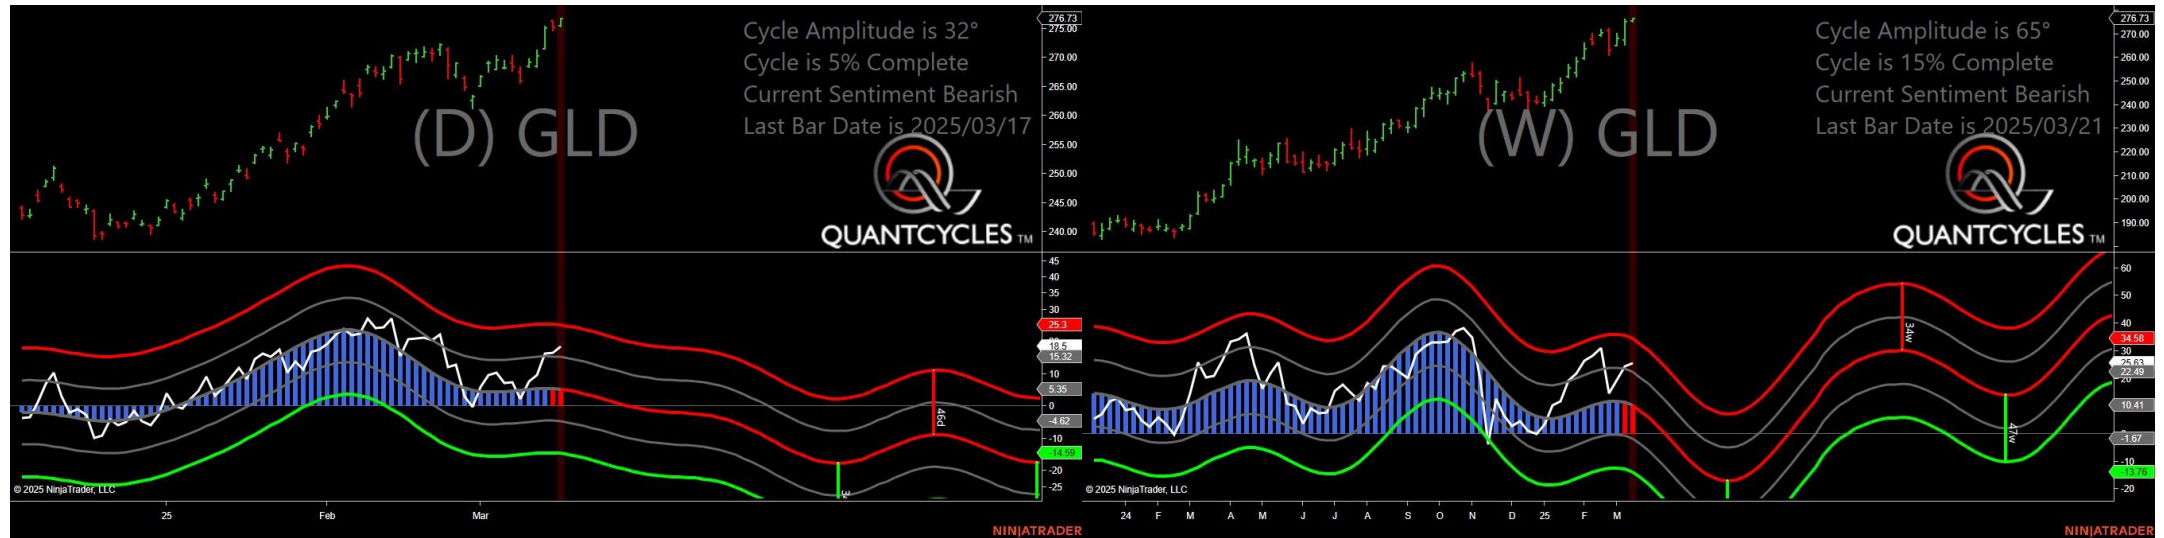 Cycle Amplitude is 32°
Cycle is 5% Complete
Current Sentiment Bearish
Last Bar Date is 2025/03/17
(D) GLD
QUANTCYCLES TM
276.73
275.00
270.00
265.00
260.00
255.00
250.00
245.00
240.00
45
40
35
30
25.3
18.5
15.32
10
5.35
0
-4.62
-10
-14.59
-20
-25
46d
© 2025 NinjaTrader, LLC
25 Feb Mar
NINJATRADER
Cycle Amplitude is 65°
Cycle is 15% Complete
Current Sentiment Bearish
Last Bar Date is 2025/03/21
(W) GLD
QUANTCYCLES TM
276.73
270.00
260.00
250.00
240.00
230.00
220.00
210.00
200.00
190.00
60
50
40
34.58
30
25.63
22.49
20
10.41
-1.67
-10
-13.76
-20
34w
47w
© 2025 NinjaTrader, LLC
24 F M A M J J A S O N D 25 F M
NINJATRADER